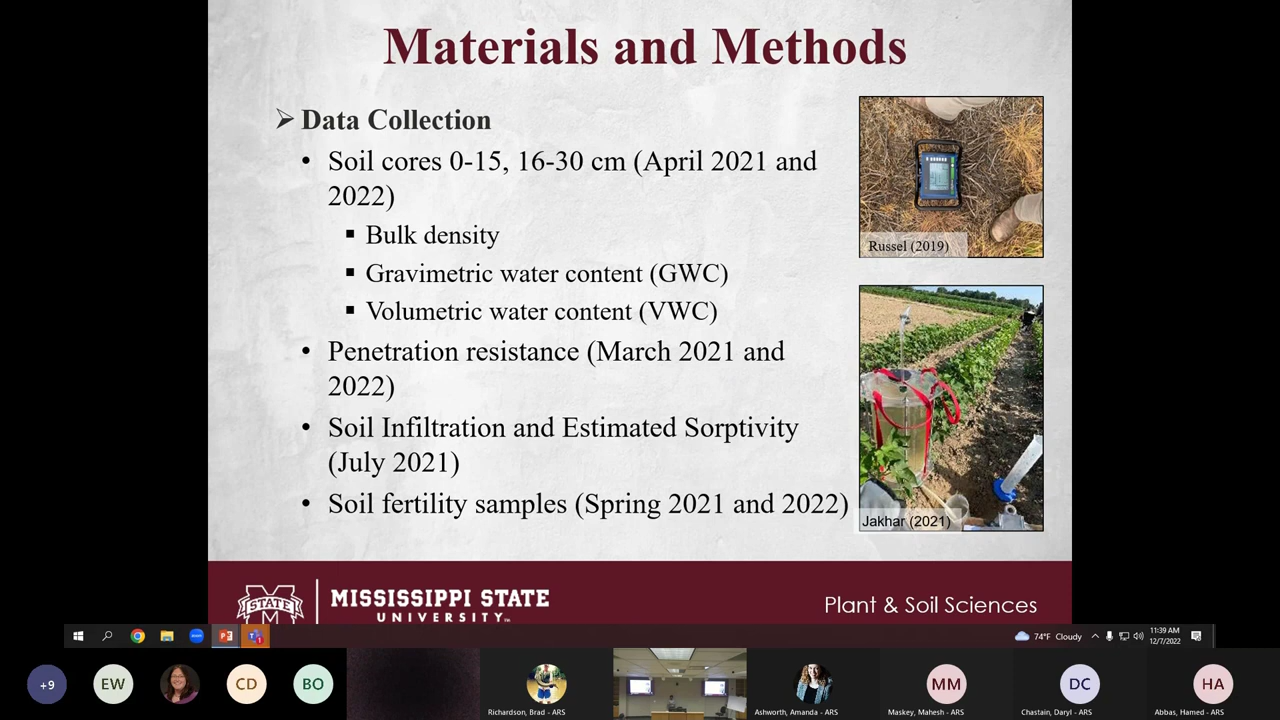 Materials and Methods
➢ Data Collection
• Soil cores 0-15, 16-30 cm (April 2021 and
2022)
▪ Bulk density
▪ Gravimetric water content (GWC)
▪ Volumetric water content (VWC)
• Penetration resistance (March 2021 and
2022)
• Soil Infiltration and Estimated Sorptivity
(July 2021)
• Soil fertility samples (Spring 2021 and 2022)
Russel (2019)
Jakhar (2021)
STATE
M
MISSISSIPPI STATE
UNIVERSITY™
Plant & Soil Sciences
74°F Cloudy
11:39 AM
12/7/2022
+9
EW
CD
BO
Richardson, Brad - ARS
Ashworth, Amanda - ARS
MM
Maskey, Mahesh - ARS
DC
Chastain, Daryl - ARS
HA
Abbas, Hamed - ARS